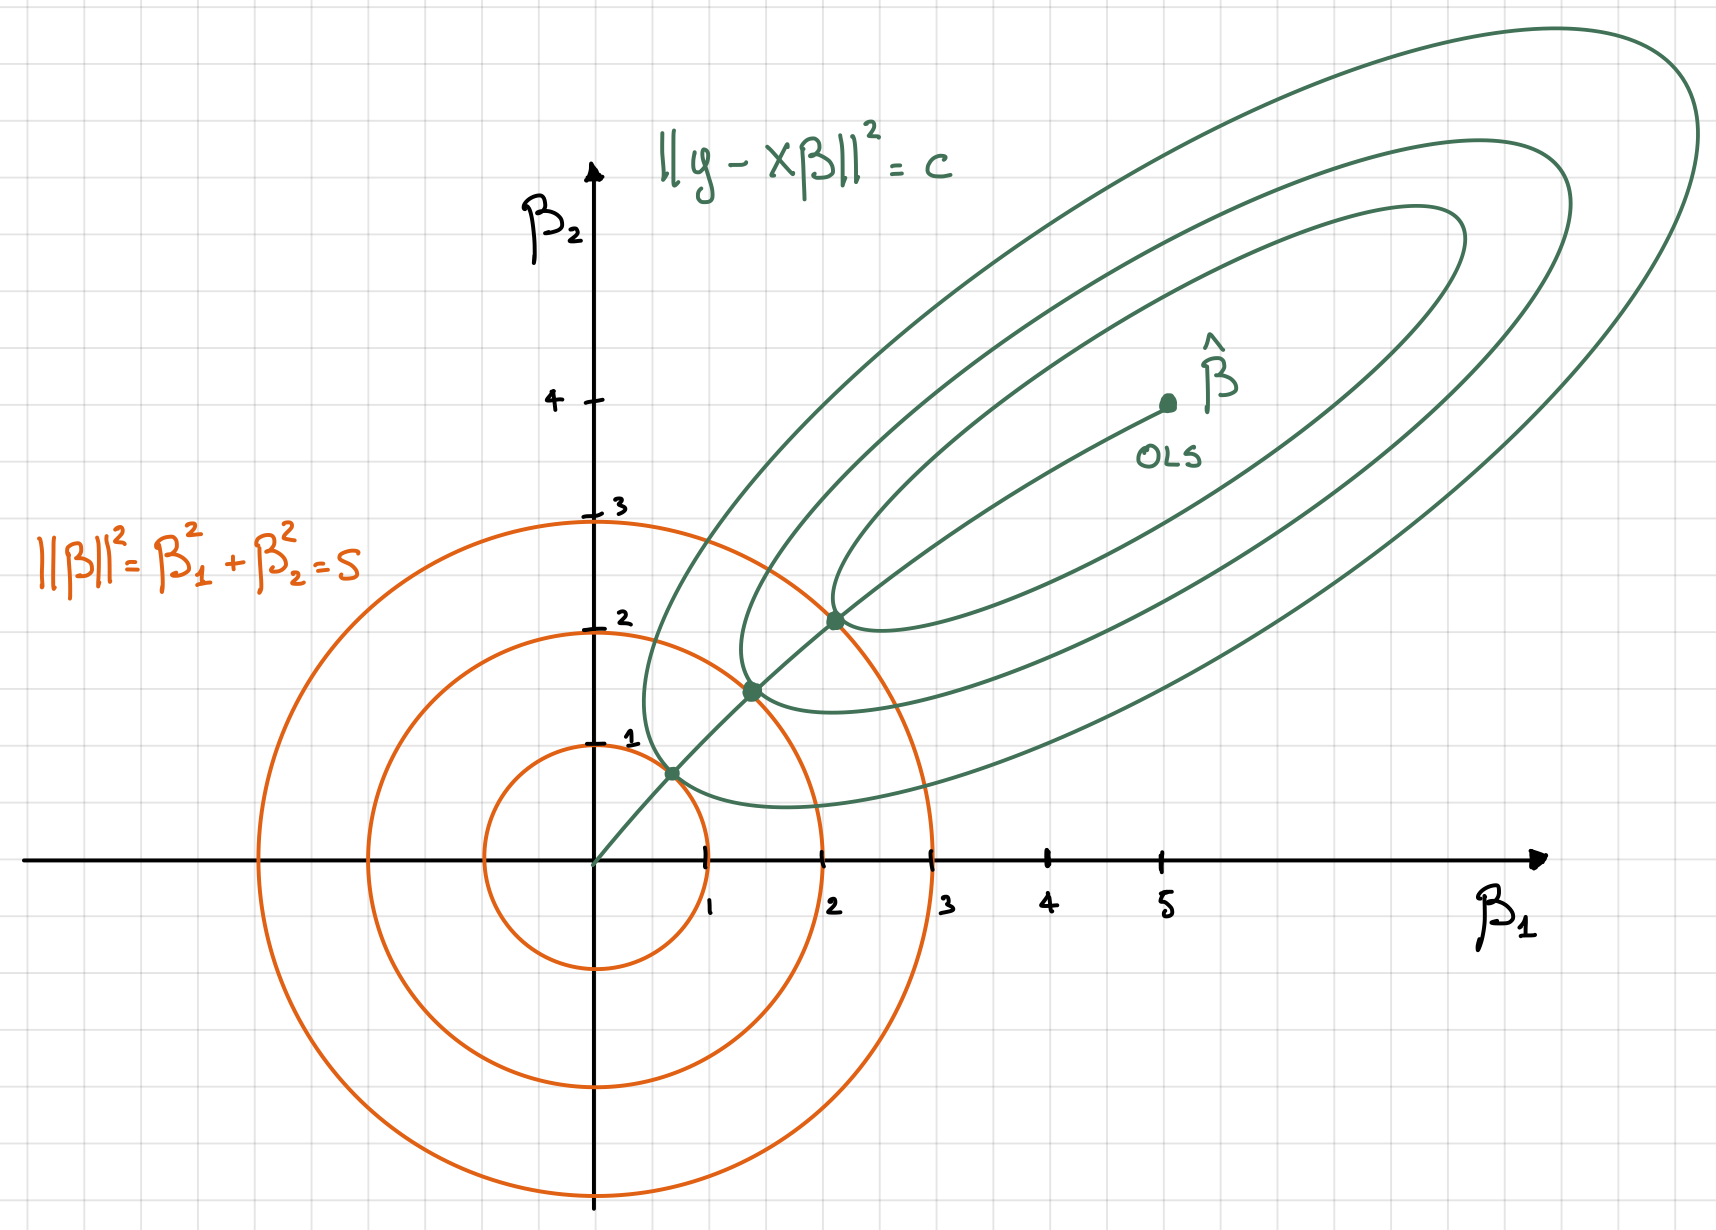 ||y - Xβ||² = c
β₂
β̂
4
OLS
3
||β||² = β₁² + β₂² = S
2
1
1 2 3 4 5
β₁